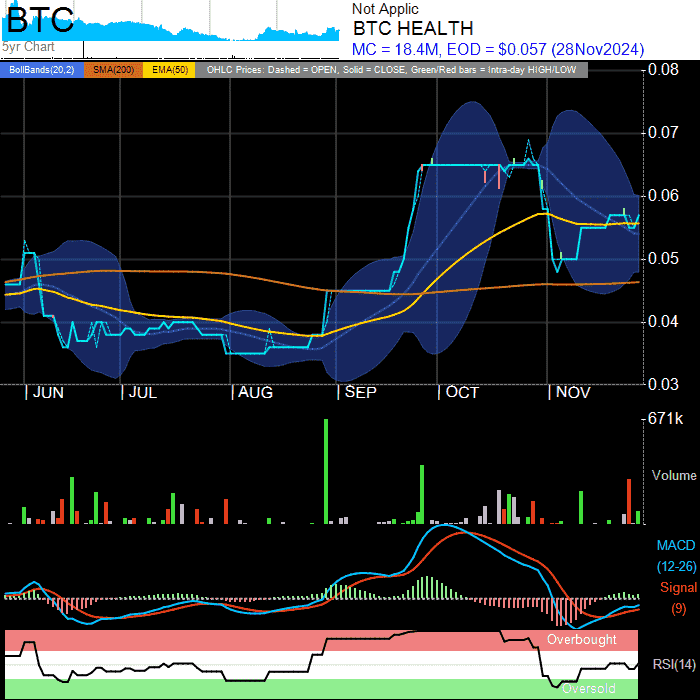 BTC
5yr Chart
Not Applic
BTC HEALTH
MC = 18.4M, EOD = $0.057 (28Nov2024)
BollBands(20,2) SMA(200) EMA(50) OHLC Prices: Dashed = OPEN, Solid = CLOSE, Green/Red bars = Intra-day HIGH/LOW
0.08
0.07
0.06
0.05
0.04
0.03
JUN JUL AUG SEP OCT NOV
671k
Volume
MACD
(12-26)
Signal
(9)
Overbought
RSI(14)
Oversold